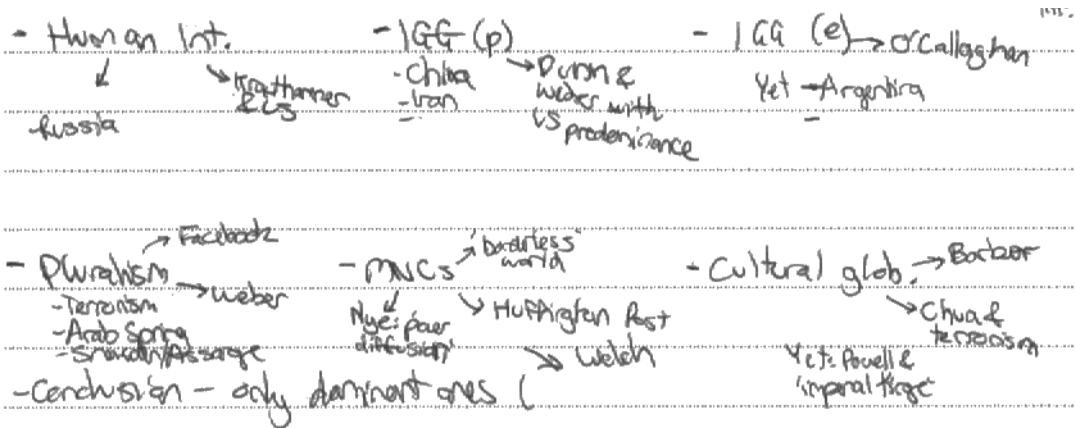 - Human Int. - IGG (p) - IGG (e) → O'Callaghan
- China → Dunn &
→ Krauthammer
- Iran weder with Yet - Argentina
& US
- Russia US predominance
→ Facebook 'borderless
- Pluralism - MNCs world' - Cultural glob. →
→ Weber
- Terrorism → Huffington Post → Chua &
- Arab Spring Nye: power terrorism
- Snowden/Assange diffusion' → Welch Yet: Powell &
- Conclusion - only dominant ones ( 'imperial